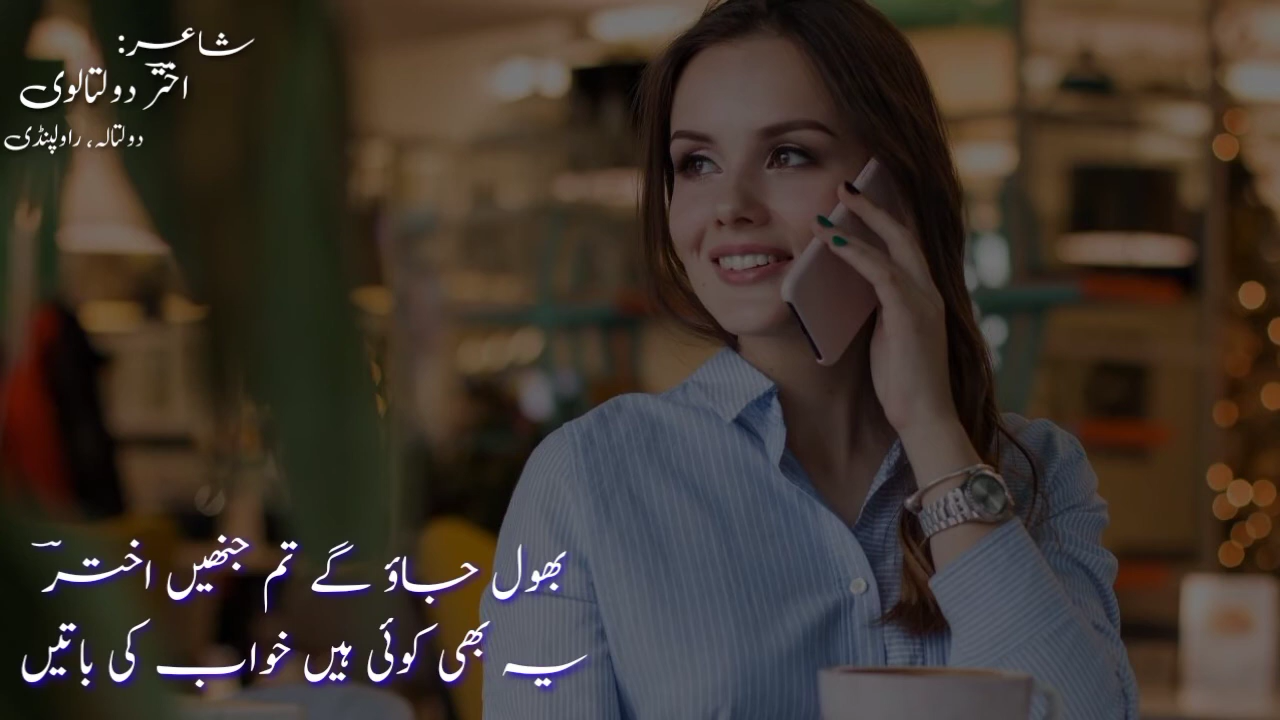 شاعر:
اخترؔ دولتالوی
دولتالہ، راولپنڈی
بھول جاؤ گے تم جنھیں اخترؔ
یہ بھی کوئی ہیں خواب کی باتیں